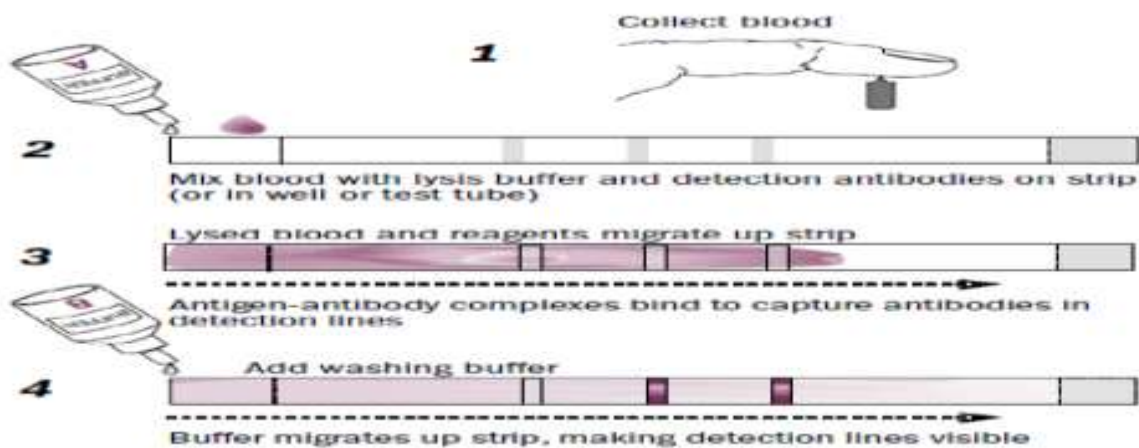 Collect blood
1
A
BUFFER
2
Mix blood with lysis buffer and detection antibodies on strip
(or in well or test tube)
Lysed blood and reagents migrate up strip
3
Antigen-antibody complexes bind to capture antibodies in
detection lines
B
BUFFER
Add washing buffer
4
Buffer migrates up strip, making detection lines visible